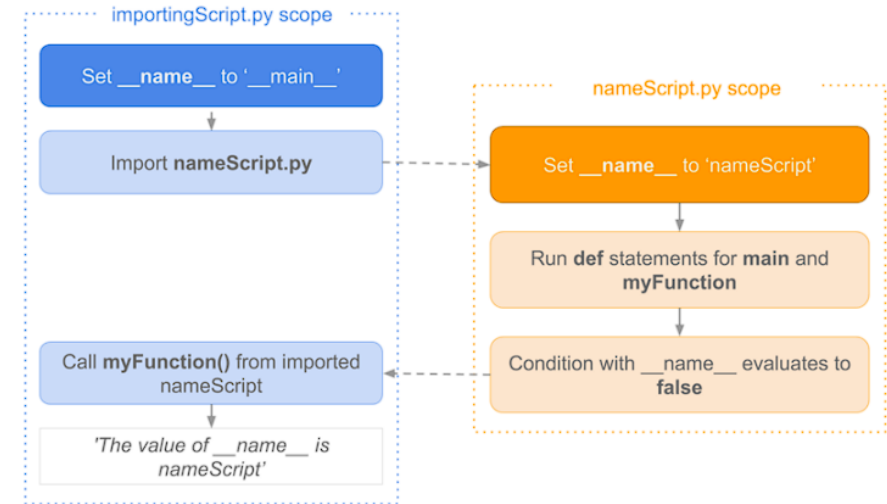 importingScript.py scope
Set __name__ to ‘__main__’
Import nameScript.py
Call myFunction() from imported
nameScript
'The value of __name__ is
nameScript’
nameScript.py scope
Set __name__ to ‘nameScript’
Run def statements for main and
myFunction
Condition with __name__ evaluates to
false